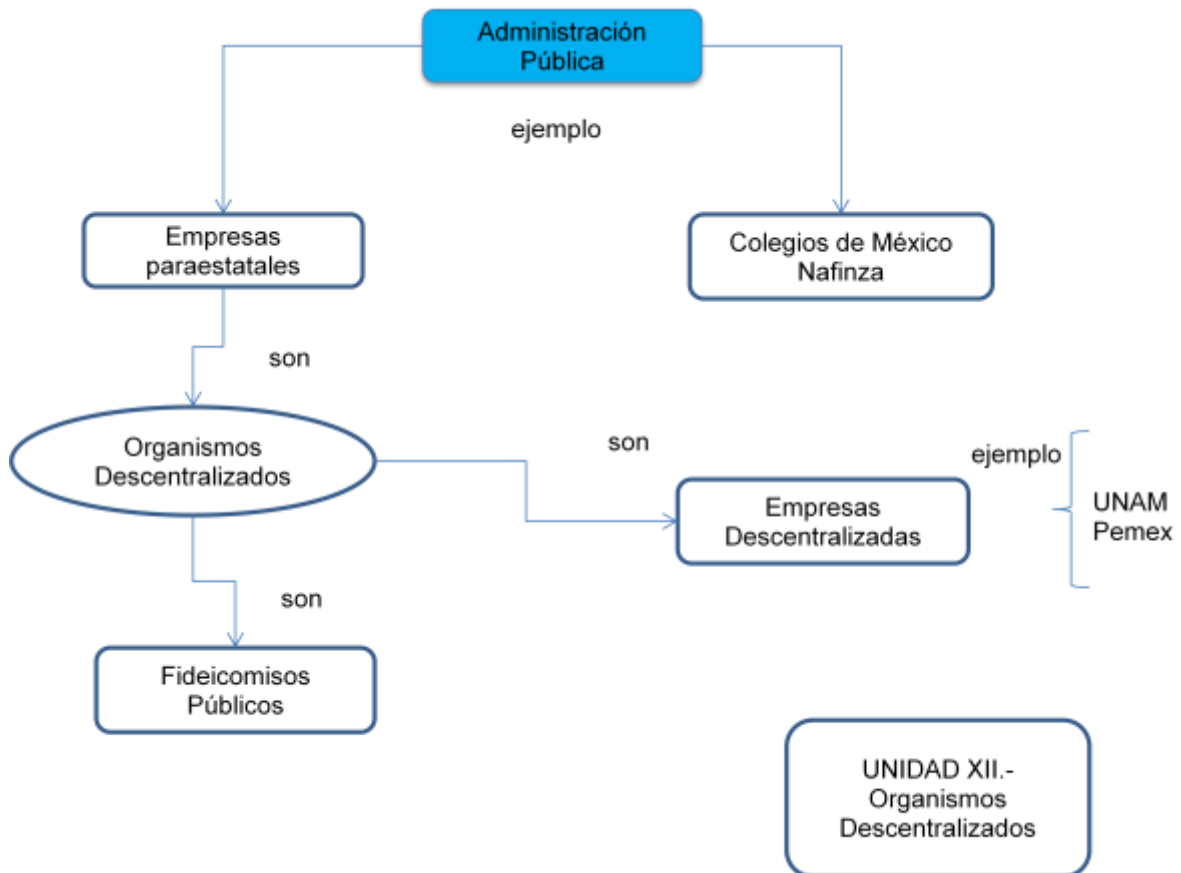 Administración
Pública
ejemplo
Empresas
paraestatales
Colegios de México
Nafinza
son
Organismos
Descentralizados
son
Empresas
Descentralizadas
ejemplo
UNAM
Pemex
son
Fideicomisos
Públicos
UNIDAD XII.-
Organismos
Descentralizados